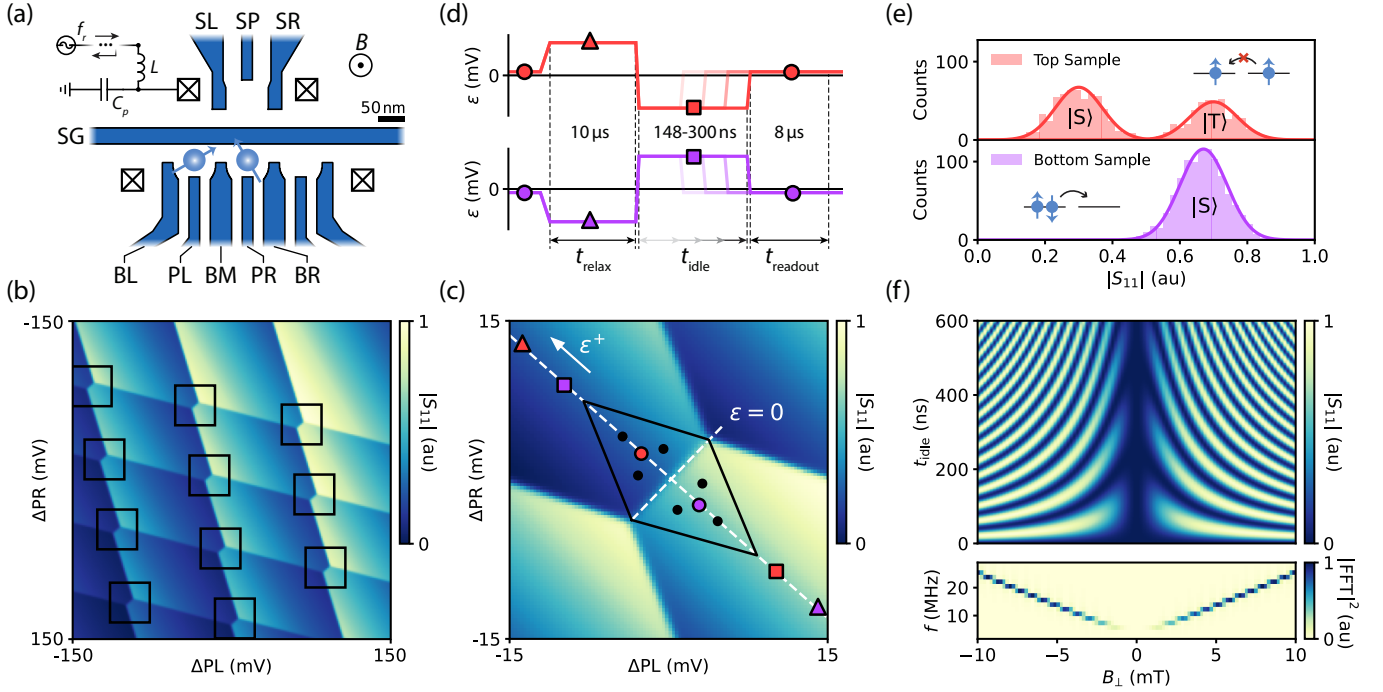 (a)
SL SP SR
f_r
L
C_p
B
50 nm
SG
BL PL BM PR BR
(d)
ε (mV)
0
10 μs
148-300 ns
8 μs
ε (mV)
0
t_relax
t_idle
t_readout
(e)
Counts
100
0
Top Sample
|S⟩
|T⟩
Counts
100
0
Bottom Sample
|S⟩
0.0 0.2 0.4 0.6 0.8 1.0
|S₁₁| (au)
(b)
-150
ΔPR (mV)
150
-150
150
ΔPL (mV)
1
|S₁₁| (au)
0
(c)
15
ΔPR (mV)
-15
-15
15
ΔPL (mV)
ε⁺
ε = 0
1
|S₁₁| (au)
0
(f)
600
400
200
0
t_idle (ns)
1
|S₁₁| (au)
0
20
10
f (MHz)
1
|FFT|² (au)
0
−10 −5 0 5 10
B_⊥ (mT)